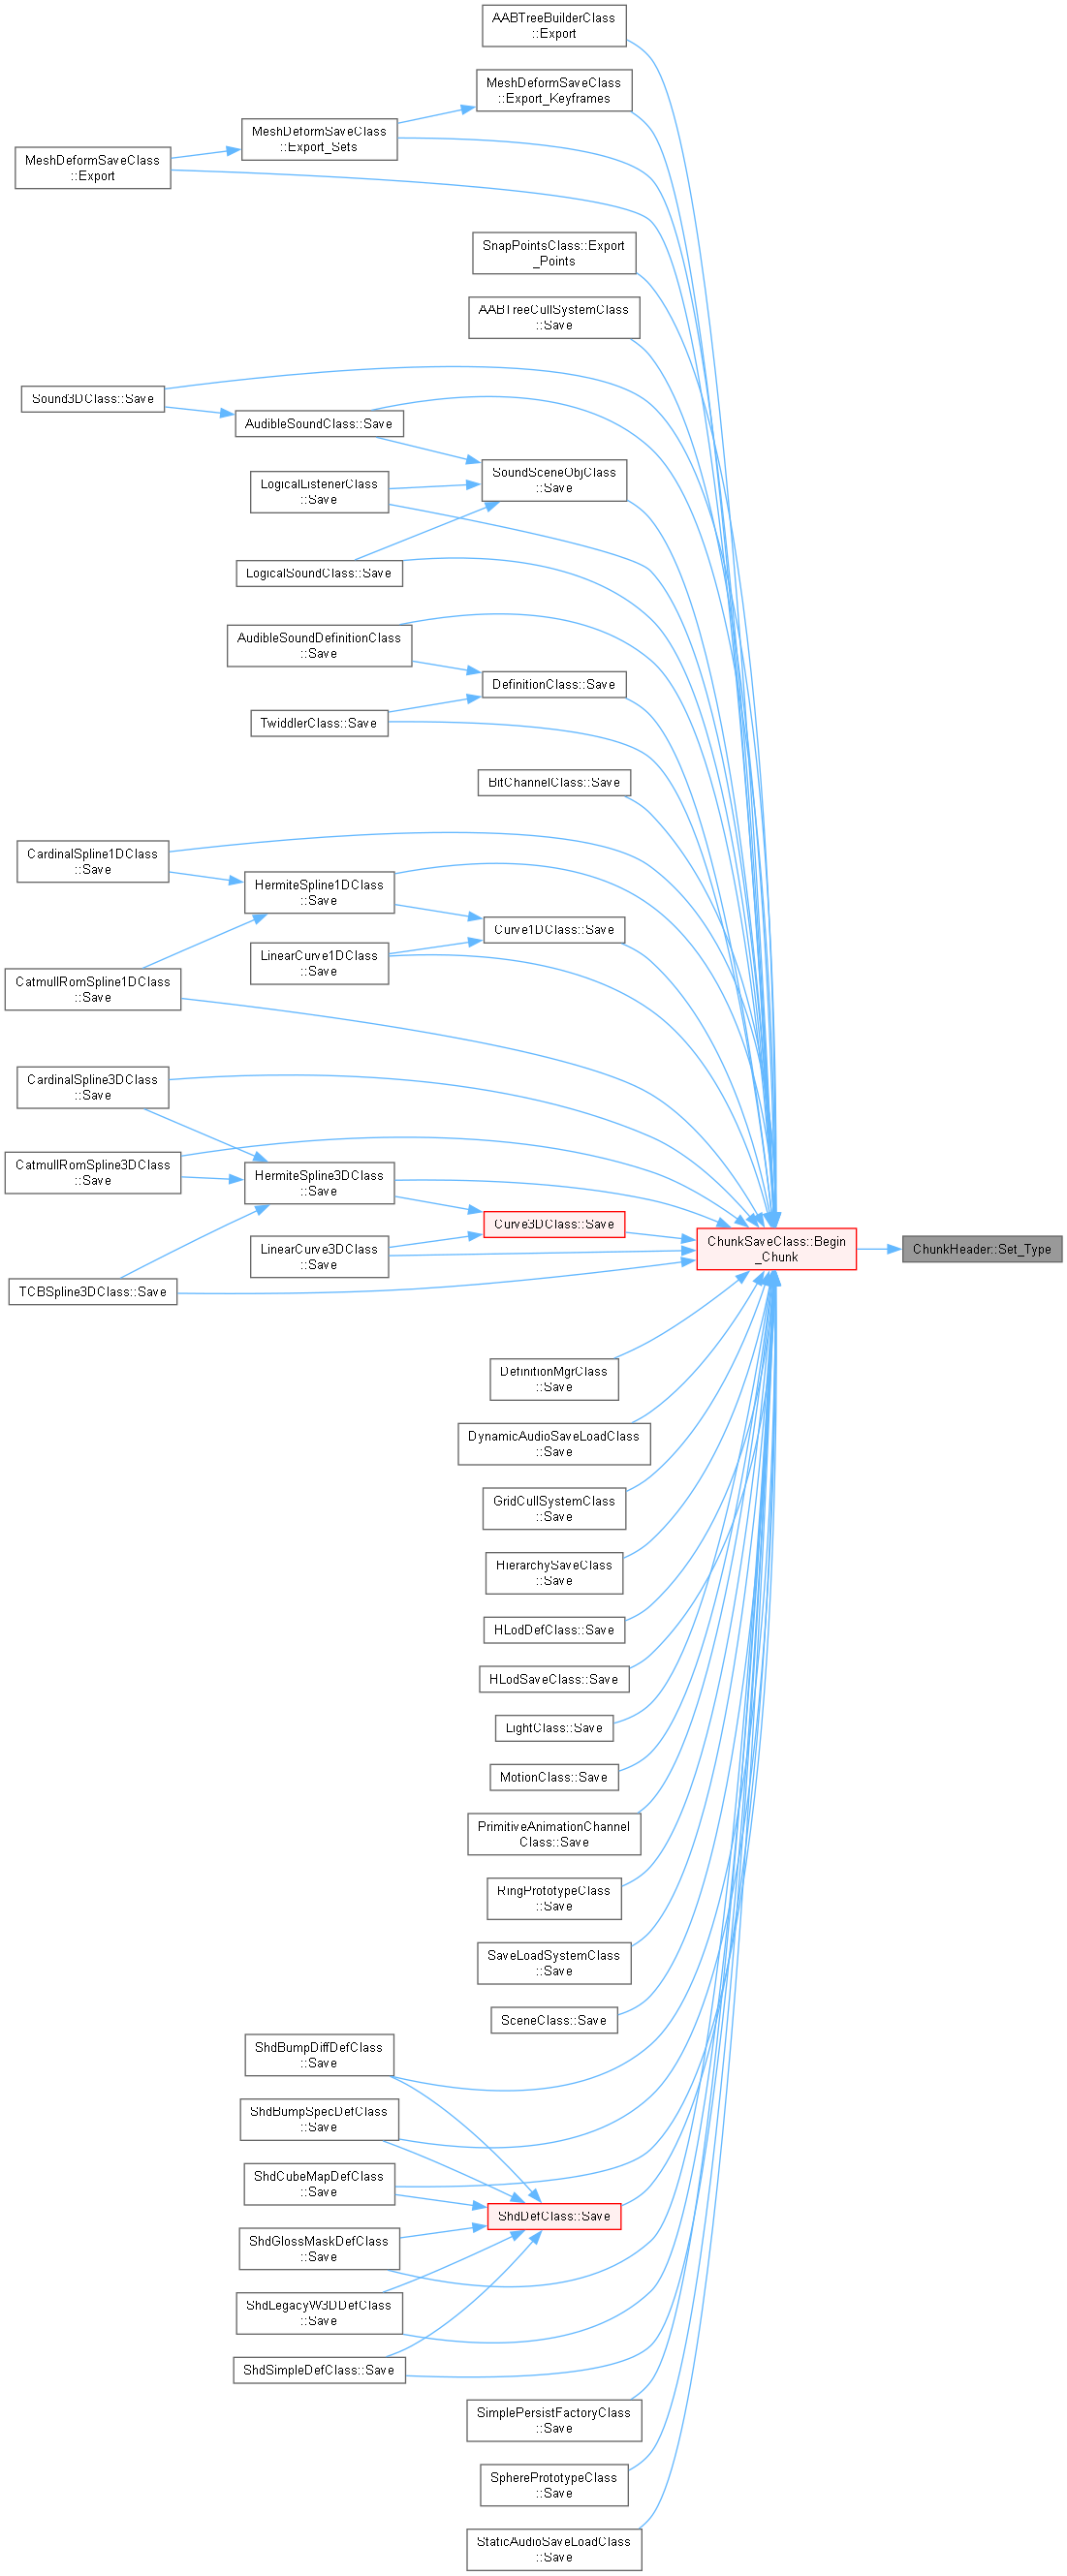 AABTreeBuilderClass
::Export
MeshDeformSaveClass
::Export_Keyframes
MeshDeformSaveClass
::Export_Sets
MeshDeformSaveClass
::Export
SnapPointsClass::Export
_Points
AABTreeCullSystemClass
::Save
Sound3DClass::Save
AudibleSoundClass::Save
SoundSceneObjClass
::Save
LogicalListenerClass
::Save
LogicalSoundClass::Save
AudibleSoundDefinitionClass
::Save
DefinitionClass::Save
TwiddlerClass::Save
BitChannelClass::Save
CardinalSpline1DClass
::Save
HermiteSpline1DClass
::Save
Curve1DClass::Save
LinearCurve1DClass
::Save
CatmullRomSpline1DClass
::Save
CardinalSpline3DClass
::Save
CatmullRomSpline3DClass
::Save
HermiteSpline3DClass
::Save
Curve3DClass::Save
LinearCurve3DClass
::Save
TCBSpline3DClass::Save
ChunkSaveClass::Begin
_Chunk
ChunkHeader::Set_Type
DefinitionMgrClass
::Save
DynamicAudioSaveLoadClass
::Save
GridCullSystemClass
::Save
HierarchySaveClass
::Save
HLodDefClass::Save
HLodSaveClass::Save
LightClass::Save
MotionClass::Save
PrimitiveAnimationChannel
Class::Save
RingPrototypeClass
::Save
SaveLoadSystemClass
::Save
SceneClass::Save
ShdBumpDiffDefClass
::Save
ShdBumpSpecDefClass
::Save
ShdCubeMapDefClass
::Save
ShdDefClass::Save
ShdGlossMaskDefClass
::Save
ShdLegacyW3DDefClass
::Save
ShdSimpleDefClass::Save
SimplePersistFactoryClass
::Save
SpherePrototypeClass
::Save
StaticAudioSaveLoadClass
::Save